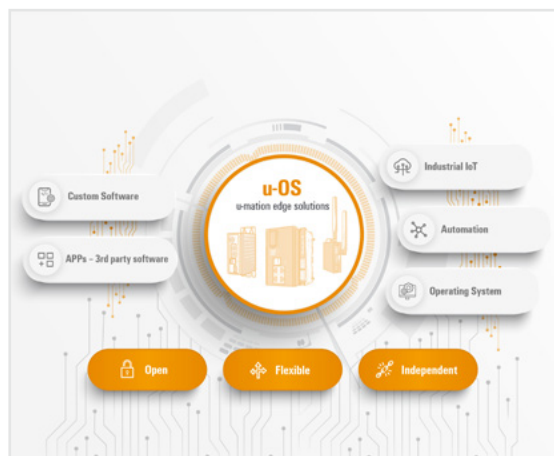 u-OS
u-mation edge solutions
Custom Software
APPs - 3rd party software
Industrial IoT
Automation
Operating System
Open
Flexible
Independent